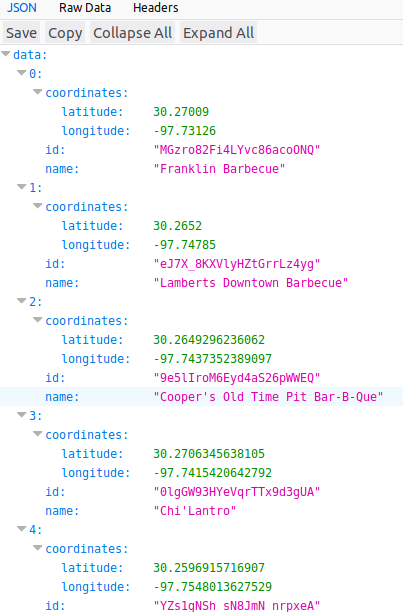 JSON Raw Data Headers
Save Copy Collapse All Expand All
data:
0:
coordinates:
latitude: 30.27009
longitude: -97.73126
id: "MGzro82Fi4LYvc86acoONQ"
name: "Franklin Barbecue"
1:
coordinates:
latitude: 30.2652
longitude: -97.74785
id: "eJ7X_8KXVlyHZtGrrLz4yg"
name: "Lamberts Downtown Barbecue"
2:
coordinates:
latitude: 30.2649296236062
longitude: -97.7437352389097
id: "9e5lIroM6Eyd4aS26pWWEQ"
name: "Cooper's Old Time Pit Bar-B-Que"
3:
coordinates:
latitude: 30.2706345638105
longitude: -97.7415420642792
id: "0lgGW93HYeVqrTTx9d3gUA"
name: "Chi'Lantro"
4:
coordinates:
latitude: 30.2596915716907
longitude: -97.7548013627529
id: "YZs1gNSh_sN8JmN_nrpxeA"